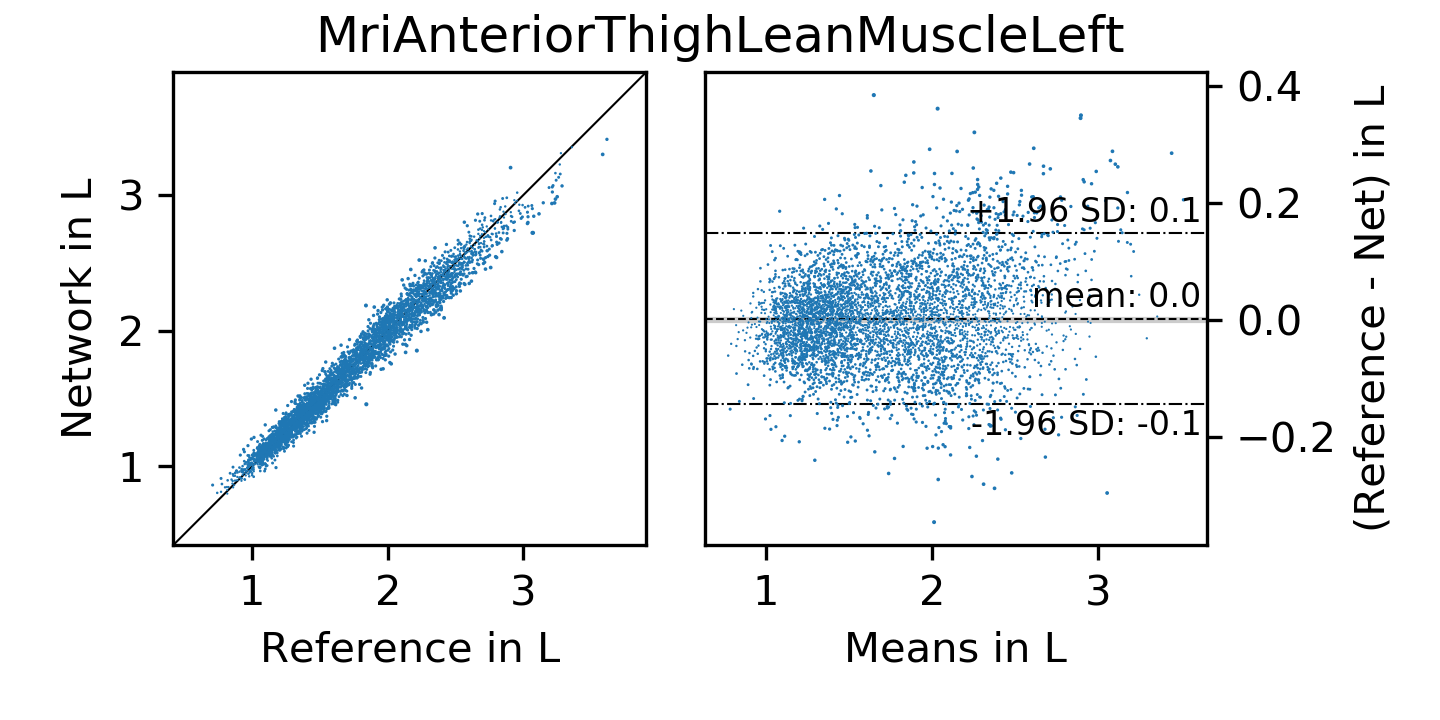 MriAnteriorThighLeanMuscleLeft
Network in L
3
2
1
1 2 3
Reference in L
+1.96 SD: 0.1
mean: 0.0
-1.96 SD: -0.1
1 2 3
Means in L
0.4
0.2
0.0
−0.2
(Reference - Net) in L